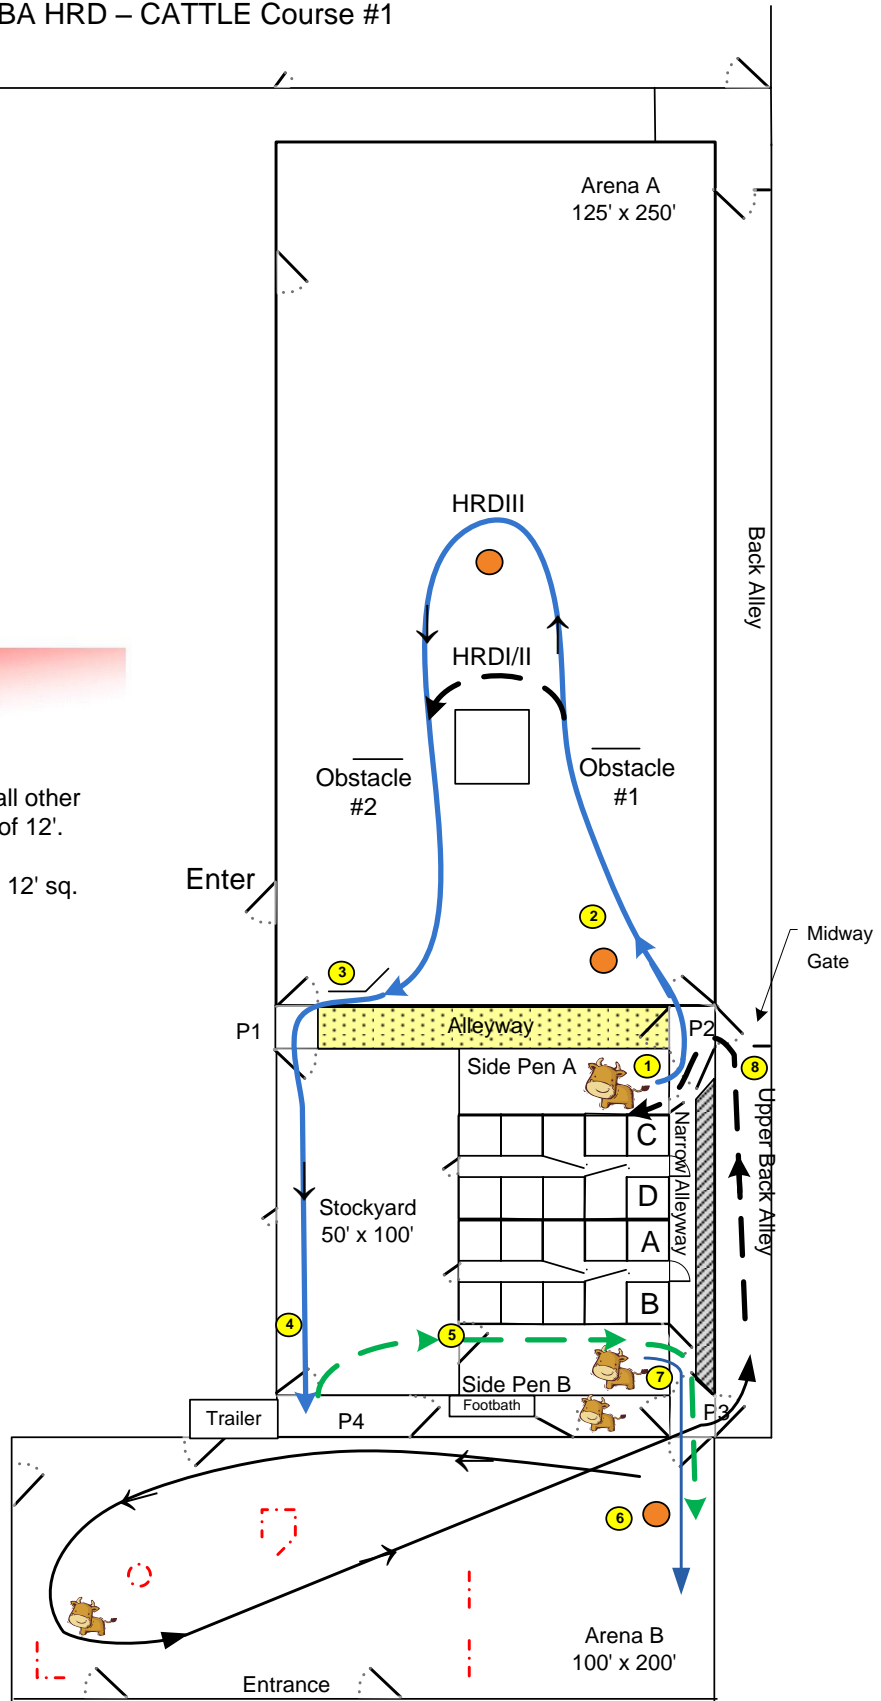 BA HRD – CATTLE Course #1
Arena A
125' x 250'
HRDIII
Back Alley
HRDI/II
Obstacle
#2
Obstacle
#1
all other
of 12'.
12' sq.
Enter
2
Midway
Gate
3
P1
Alleyway
P2
Side Pen A
1
8
C
Narrow Alleyway
Upper Back Alley
D
Stockyard
50' x 100'
A
B
4
5
7
Side Pen B
Footbath
Trailer
P4
P3
6
Arena B
100' x 200'
Entrance